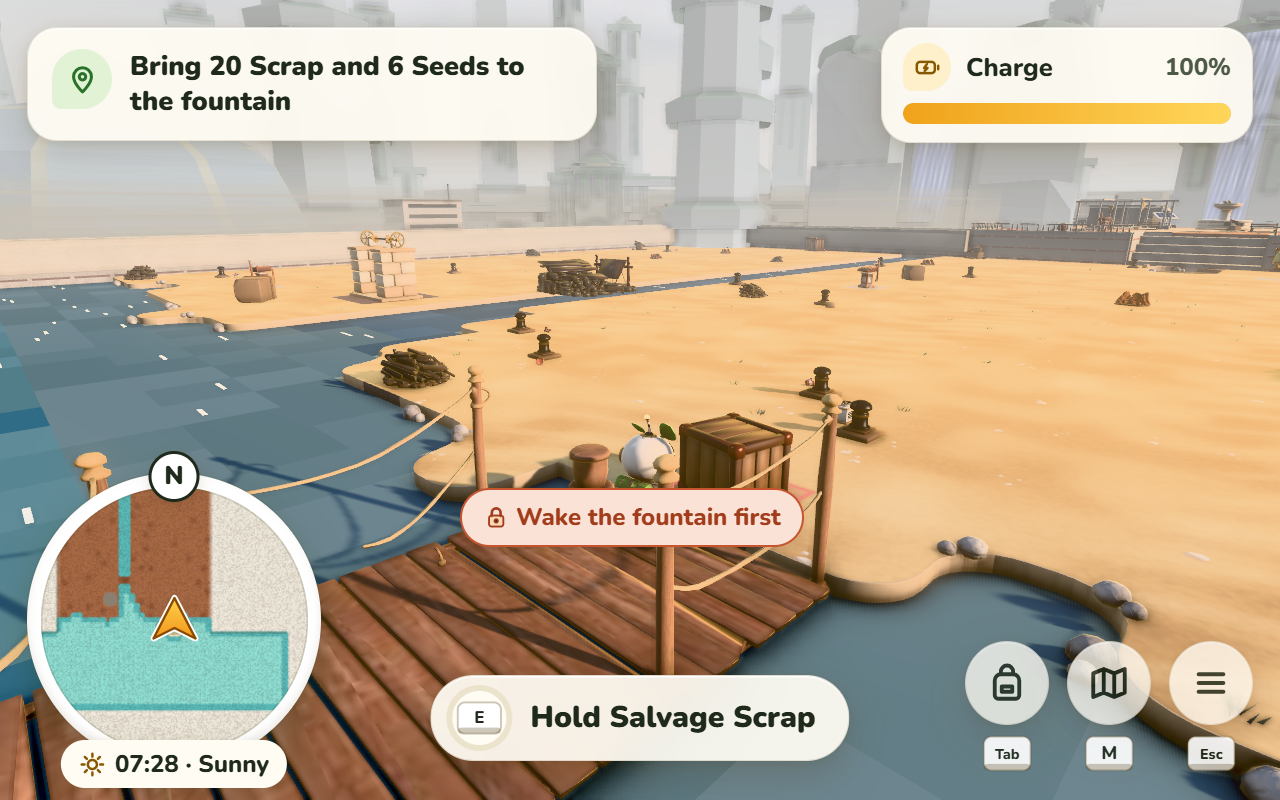 Bring 20 Scrap and 6 Seeds to
the fountain
Charge 100%
N
Wake the fountain first
E Hold Salvage Scrap
07:28 · Sunny
Tab M Esc